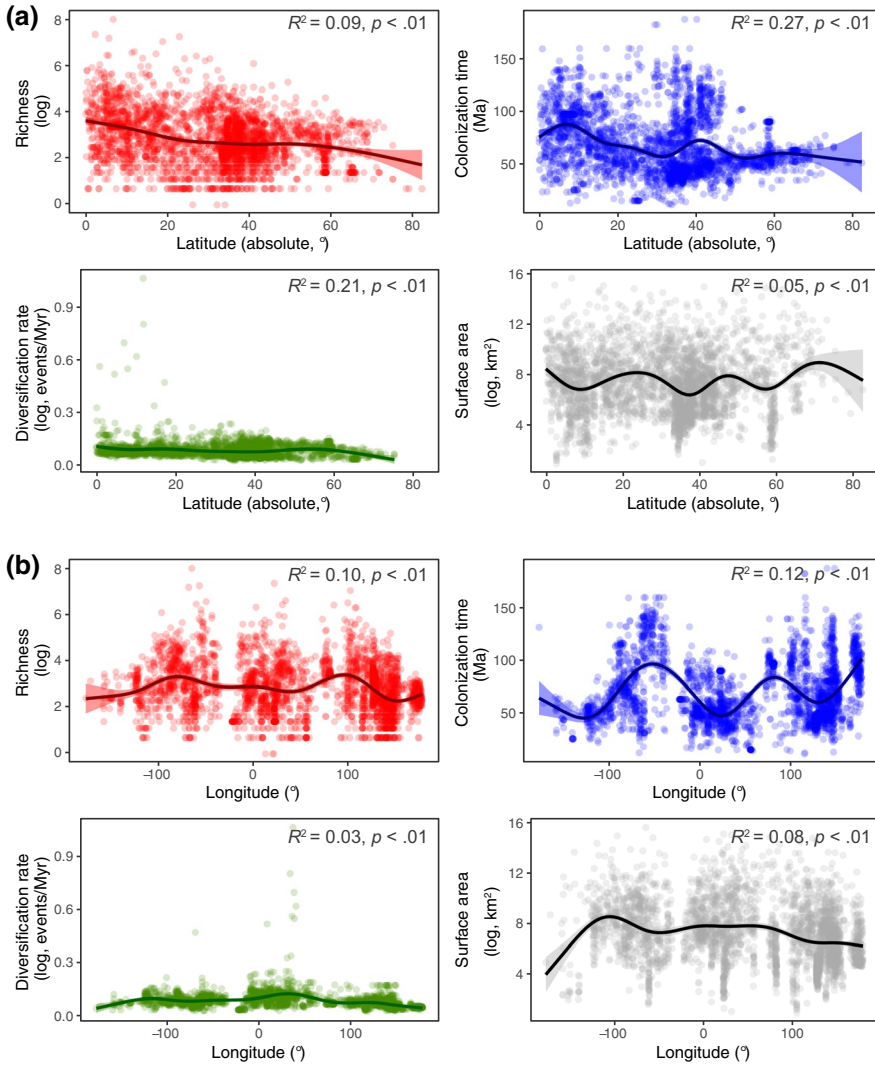 (a)
R² = 0.09, p < .01
Richness
(log)
8
6
4
2
0
0 20 40 60 80
Latitude (absolute, °)
R² = 0.27, p < .01
Colonization time
(Ma)
150
100
50
0 20 40 60 80
Latitude (absolute, °)
R² = 0.21, p < .01
Diversification rate
(log, events/Myr)
0.9
0.6
0.3
0.0
0 20 40 60 80
Latitude (absolute,°)
R² = 0.05, p < .01
Surface area
(log, km²)
16
12
8
4
0 20 40 60 80
Latitude (absolute, °)
(b)
R² = 0.10, p < .01
Richness
(log)
8
6
4
2
0
−100 0 100
Longitude (°)
R² = 0.12, p < .01
Colonization time
(Ma)
150
100
50
−100 0 100
Longitude (°)
R² = 0.03, p < .01
Diversification rate
(log, events/Myr)
0.9
0.6
0.3
0.0
−100 0 100
Longitude (°)
R² = 0.08, p < .01
Surface area
(log, km²)
16
12
8
4
−100 0 100
Longitude (°)